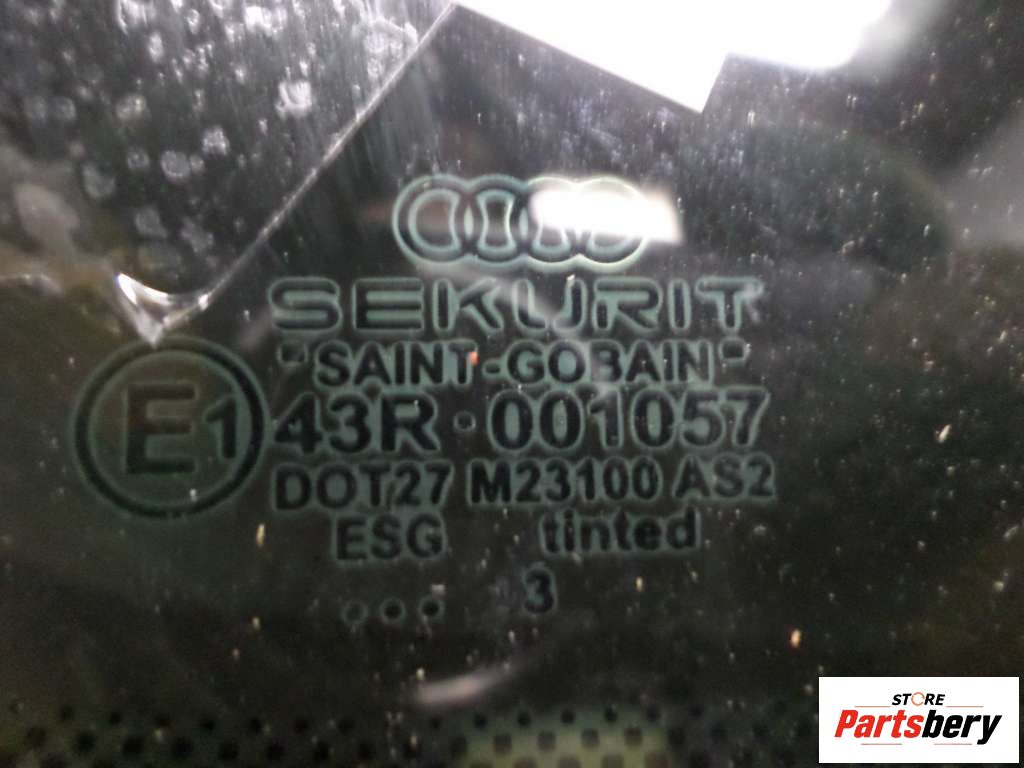 SEKURIT
"SAINT-GOBAIN"
E1 43R · 001057
DOT27 M23100 AS2
ESG tinted
... 3
STORE
Partsbery